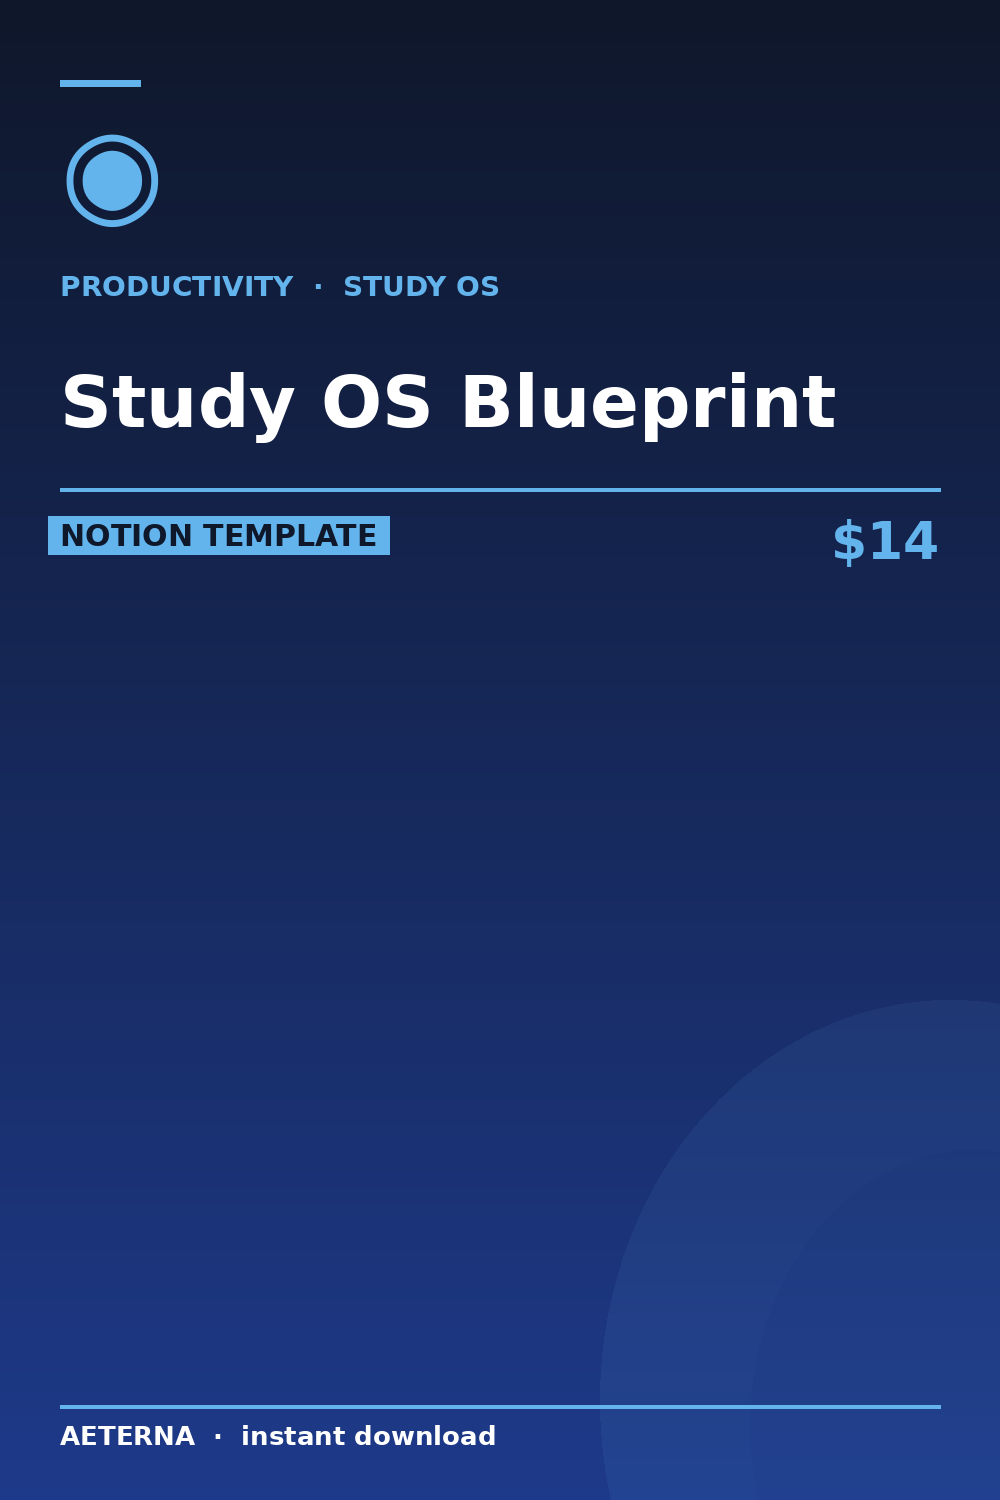 PRODUCTIVITY · STUDY OS
Study OS Blueprint
NOTION TEMPLATE
$14
AETERNA · instant download